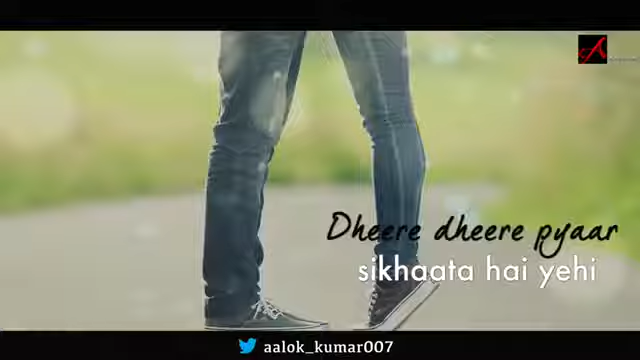 Dheere dheere pyaar
sikhaata hai yehi
aalok_kumar007